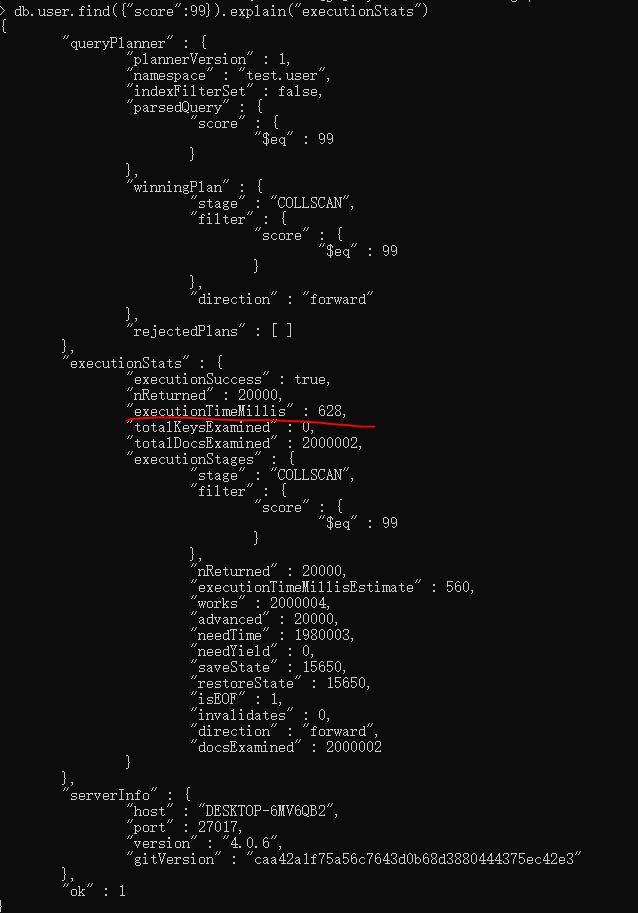 > db.user.find({"score":99}).explain("executionStats")
{
"queryPlanner" : {
"plannerVersion" : 1,
"namespace" : "test.user",
"indexFilterSet" : false,
"parsedQuery" : {
"score" : {
"$eq" : 99
}
},
"winningPlan" : {
"stage" : "COLLSCAN",
"filter" : {
"score" : {
"$eq" : 99
}
},
"direction" : "forward"
},
"rejectedPlans" : [ ]
},
"executionStats" : {
"executionSuccess" : true,
"nReturned" : 20000,
"executionTimeMillis" : 628,
"totalKeysExamined" : 0,
"totalDocsExamined" : 2000002,
"executionStages" : {
"stage" : "COLLSCAN",
"filter" : {
"score" : {
"$eq" : 99
}
},
"nReturned" : 20000,
"executionTimeMillisEstimate" : 560,
"works" : 2000004,
"advanced" : 20000,
"needTime" : 1980003,
"needYield" : 0,
"saveState" : 15650,
"restoreState" : 15650,
"isEOF" : 1,
"invalidates" : 0,
"direction" : "forward",
"docsExamined" : 2000002
}
},
"serverInfo" : {
"host" : "DESKTOP-6MV6QB2",
"port" : 27017,
"version" : "4.0.6",
"gitVersion" : "caa42a1f75a56c7643d0b68d3880444375ec42e3"
},
"ok" : 1
}